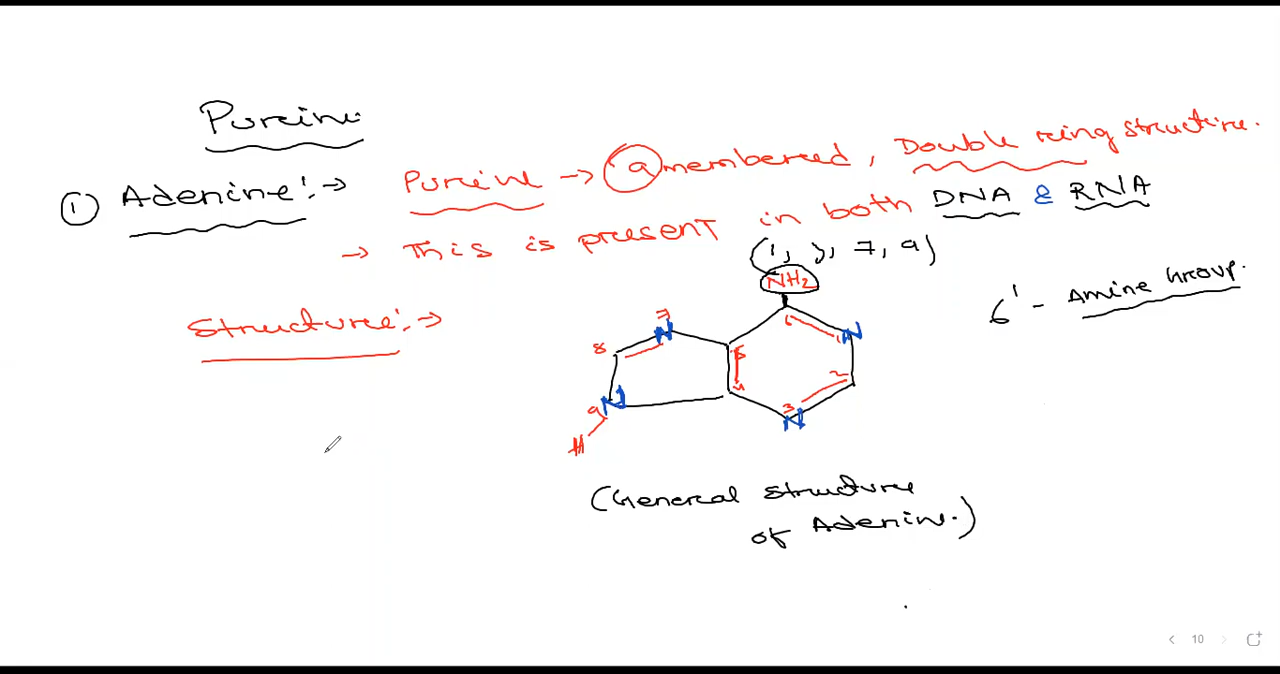 Purine
① Adenine :→ Purine → 9 membered, Double ring structure.
→ This is present in both DNA & RNA
(1, 3, 7, 9)
NH2
6' - Amine Group.
Structure :→
7
N
8
6
1
N
5
4
2
9
N
3
N
H
(General structure
of Adenine.)
10